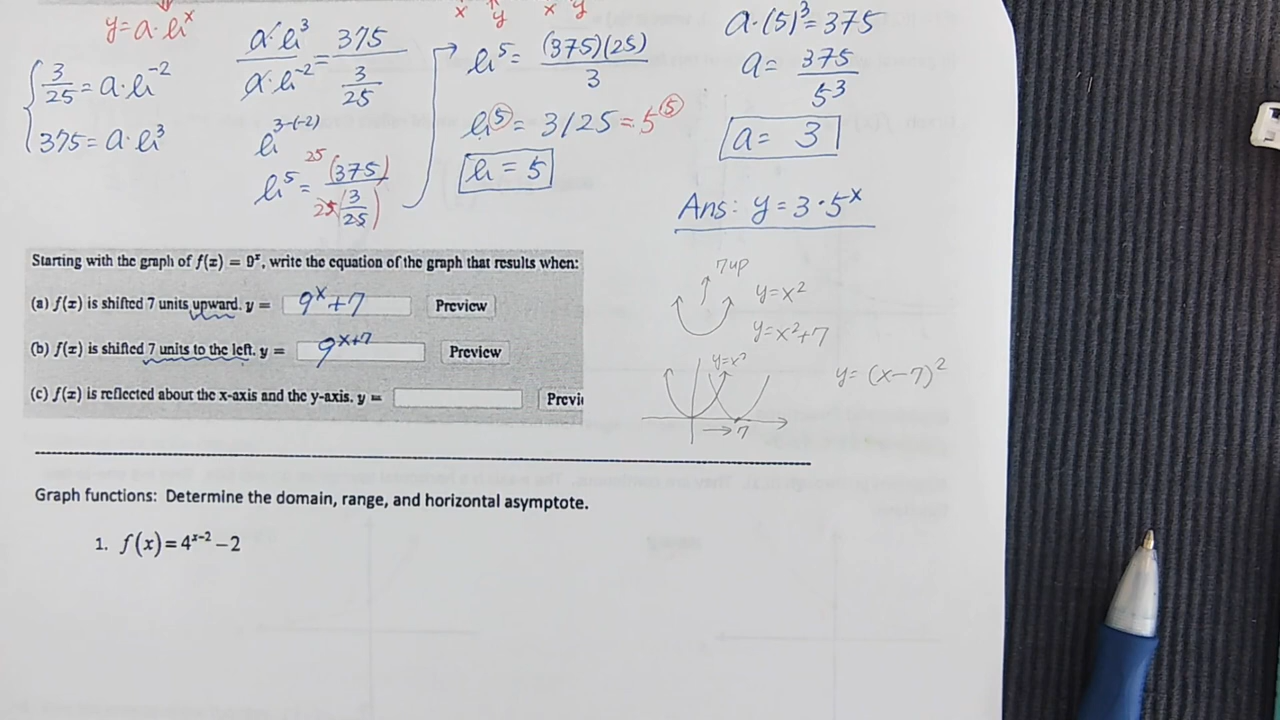 y=a·b^x
x y x y
{ 3/25 = a·b^-2
375 = a·b^3
a·b^3 / a·b^-2 = 375 / (3/25)
b^3-(-2)
b^5 = 25 (375) / 25 (3/25)
b^5 = (375)(25) / 3
b^5 = 3125 = 5^5
b = 5
a·(5)^3 = 375
a = 375 / 5^3
a = 3
Ans: y = 3·5^x
Starting with the graph of f(x) = 9^x, write the equation of the graph that results when:
(a) f(x) is shifted 7 units upward. y = 9^x+7 Preview
(b) f(x) is shifted 7 units to the left. y = 9^x+7 Preview
(c) f(x) is reflected about the x-axis and the y-axis. y = Previ
7up
y=x^2
y=x^2+7
y=x^2
y= (x-7)^2
→7
Graph functions: Determine the domain, range, and horizontal asymptote.
1. f(x)=4^x-2 -2